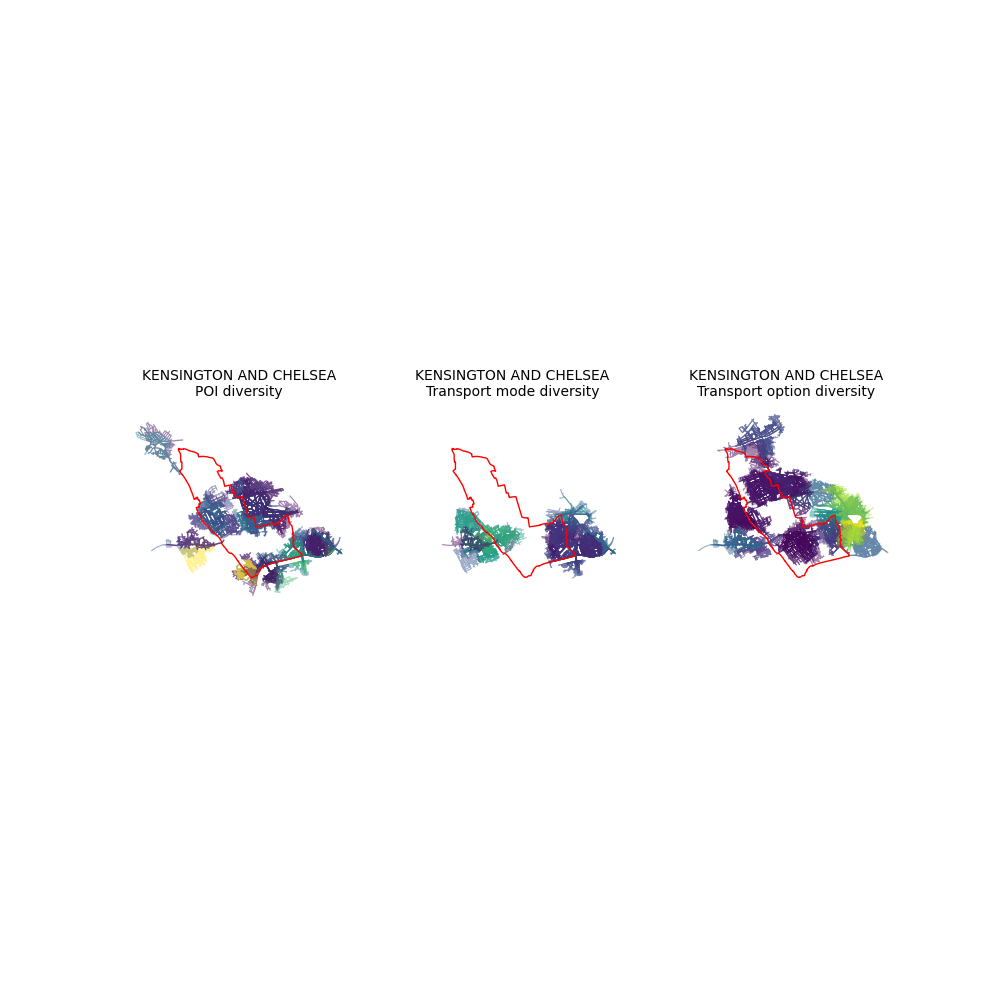 KENSINGTON AND CHELSEA
POI diversity
KENSINGTON AND CHELSEA
Transport mode diversity
KENSINGTON AND CHELSEA
Transport option diversity